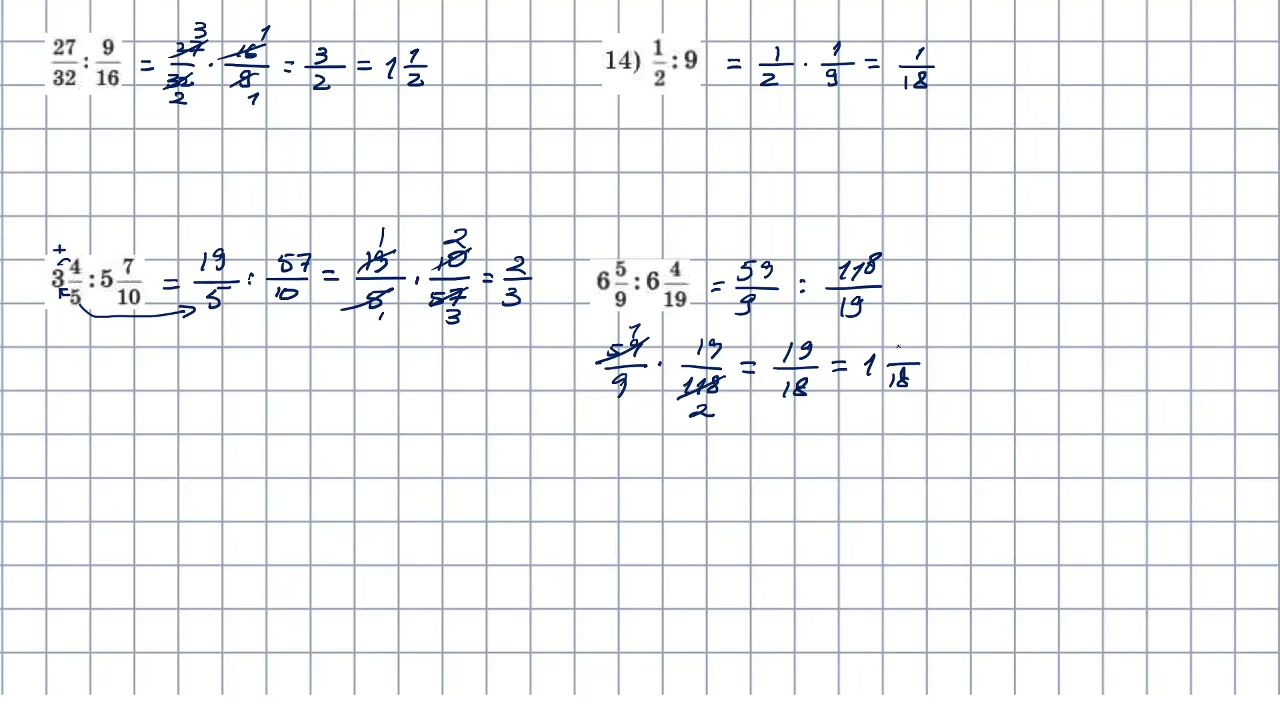 27/32 : 9/16 = 27/32 · 16/9 = 3/2 = 1 1/2
14) 1/2 : 9 = 1/2 · 1/9 = 1/18
3 4/5 : 5 7/10 = 19/5 : 57/10 = 19/5 · 10/57 = 2/3
6 5/9 : 6 4/19 = 59/9 : 118/19
59/9 · 19/118 = 19/18 = 1 /18